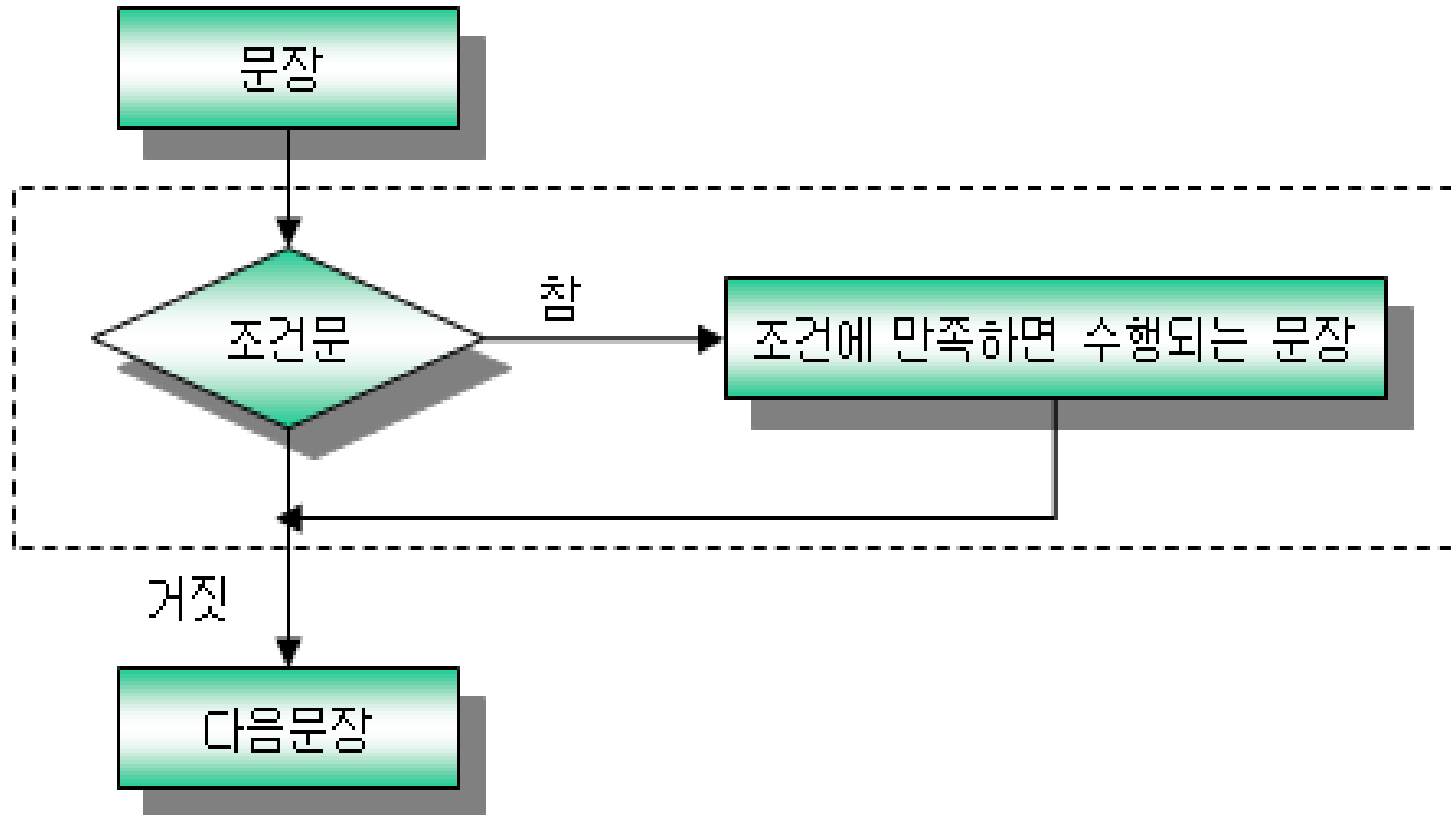 문장
조건문
참
조건에 만족하면 수행되는 문장
거짓
다음문장